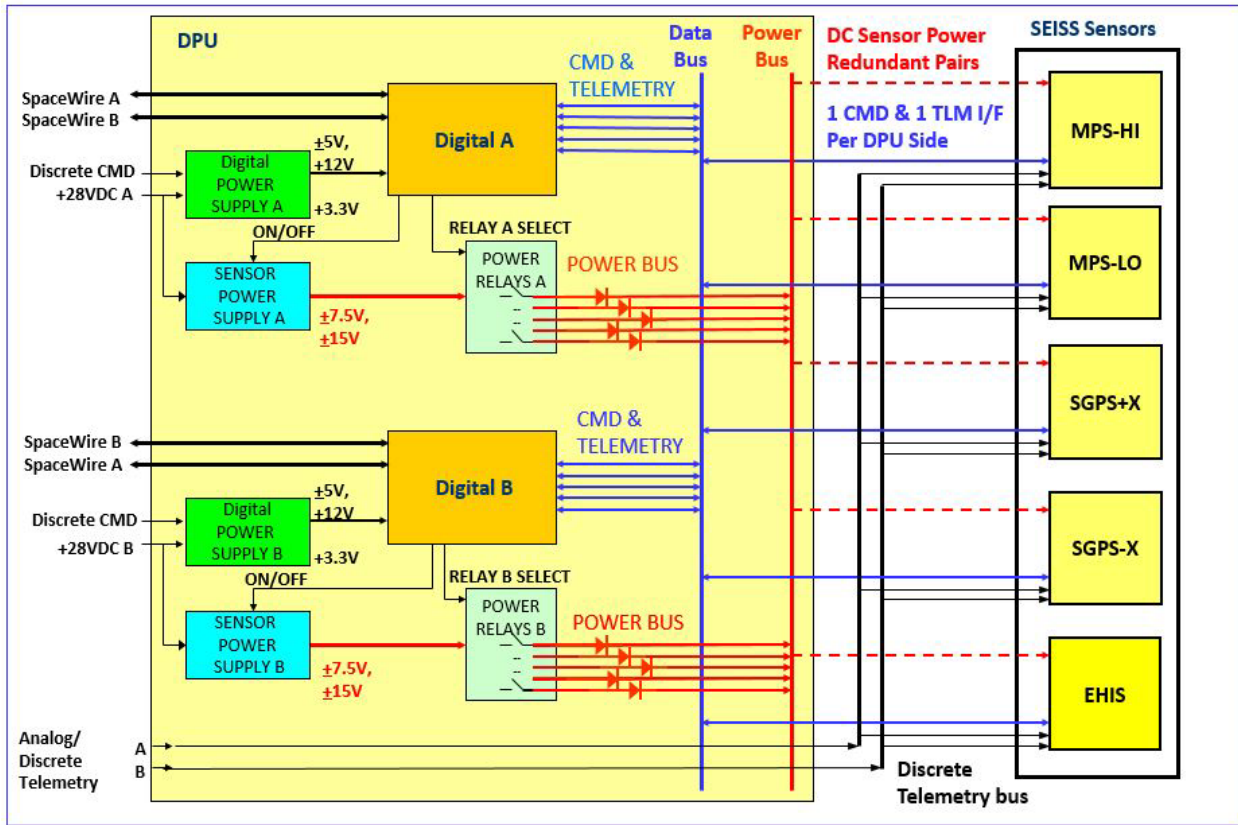 DPU
Data
Bus
Power
Bus
DC Sensor Power
Redundant Pairs
SEISS Sensors
CMD &
TELEMETRY
SpaceWire A
SpaceWire B
Digital A
1 CMD & 1 TLM I/F
Per DPU Side
MPS-HI
Discrete CMD
+28VDC A
Digital
POWER
SUPPLY A
±5V,
+12V
+3.3V
ON/OFF
RELAY A SELECT
SENSOR
POWER
SUPPLY A
±7.5V,
±15V
POWER
RELAYS A
POWER BUS
MPS-LO
SGPS+X
SpaceWire B
SpaceWire A
Digital B
CMD &
TELEMETRY
Discrete CMD
+28VDC B
Digital
POWER
SUPPLY B
±5V,
+12V
+3.3V
ON/OFF
RELAY B SELECT
SENSOR
POWER
SUPPLY B
±7.5V,
±15V
POWER
RELAYS B
POWER BUS
SGPS-X
EHIS
Analog/
Discrete
Telemetry
A
B
Discrete
Telemetry bus